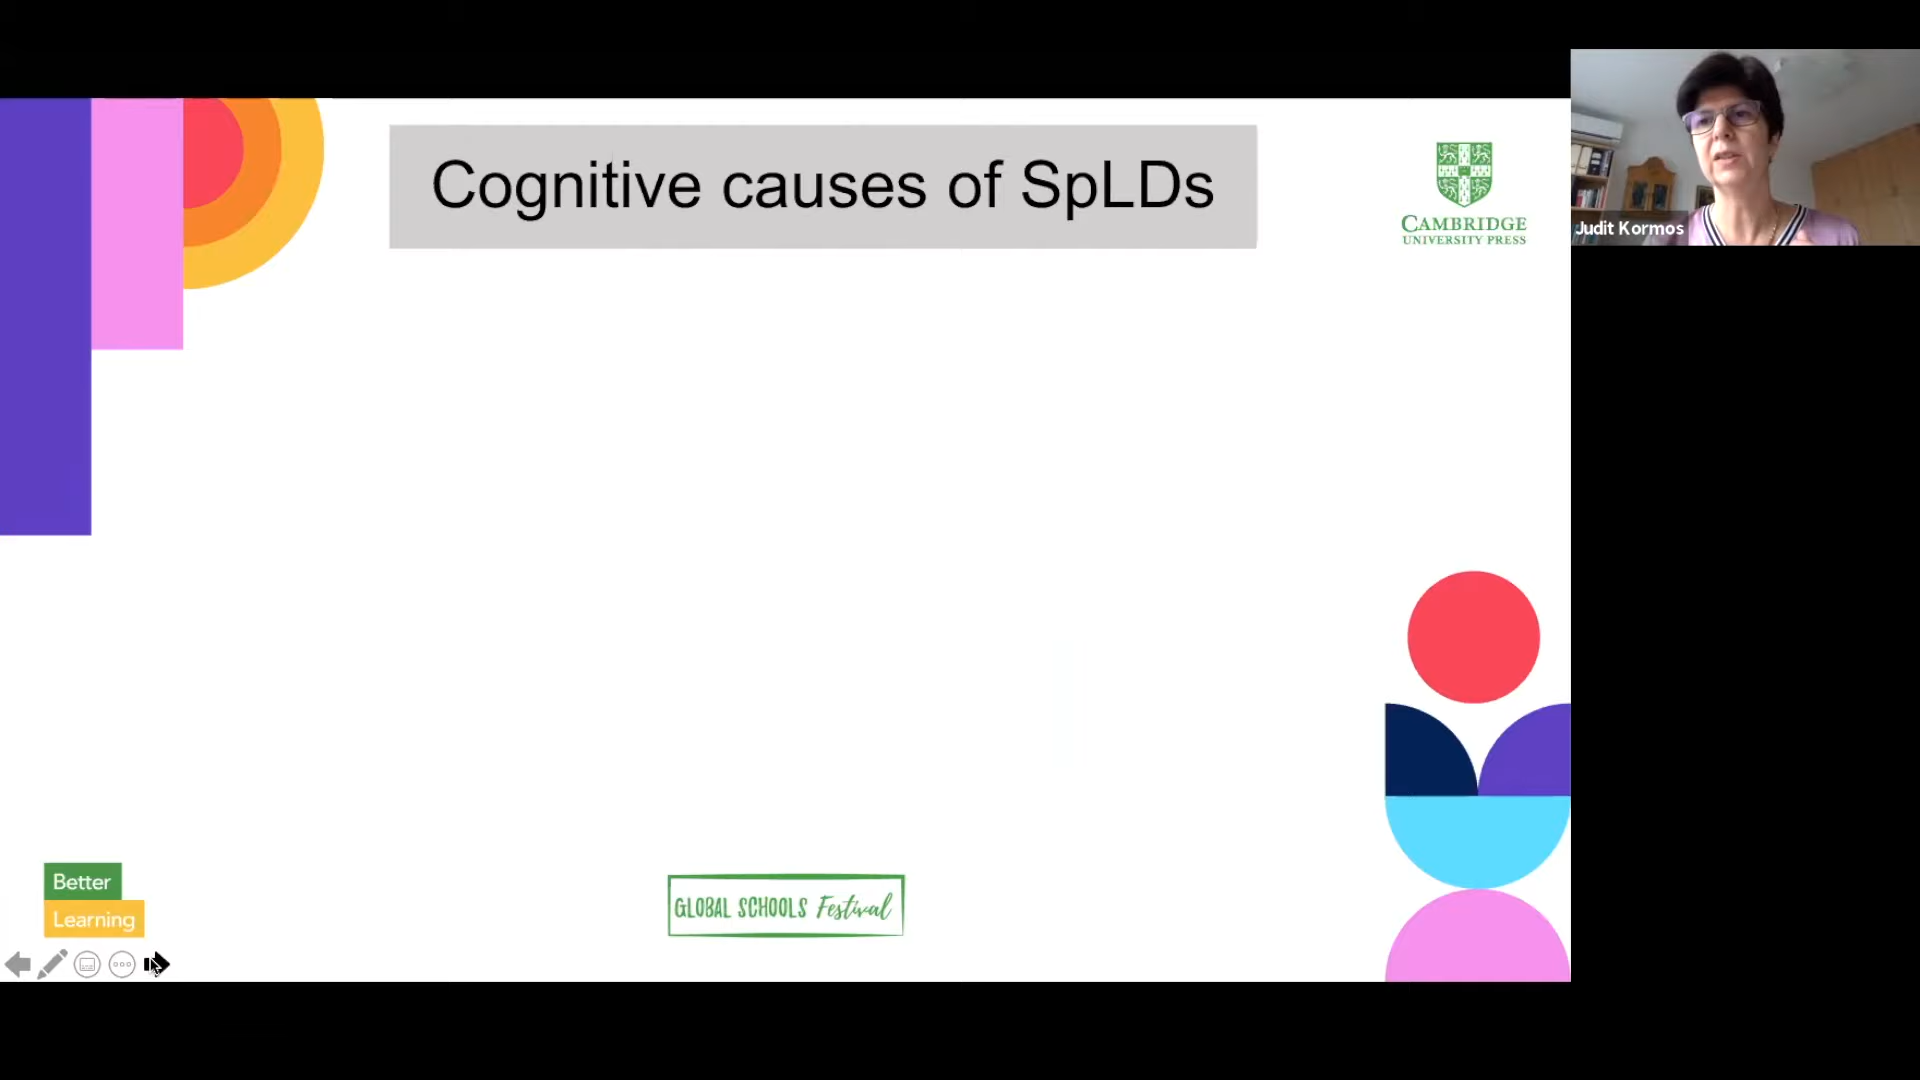 Cognitive causes of SpLDs
CAMBRIDGE
UNIVERSITY PRESS
Judit Kormos
Better
Learning
GLOBAL SCHOOLS Festival